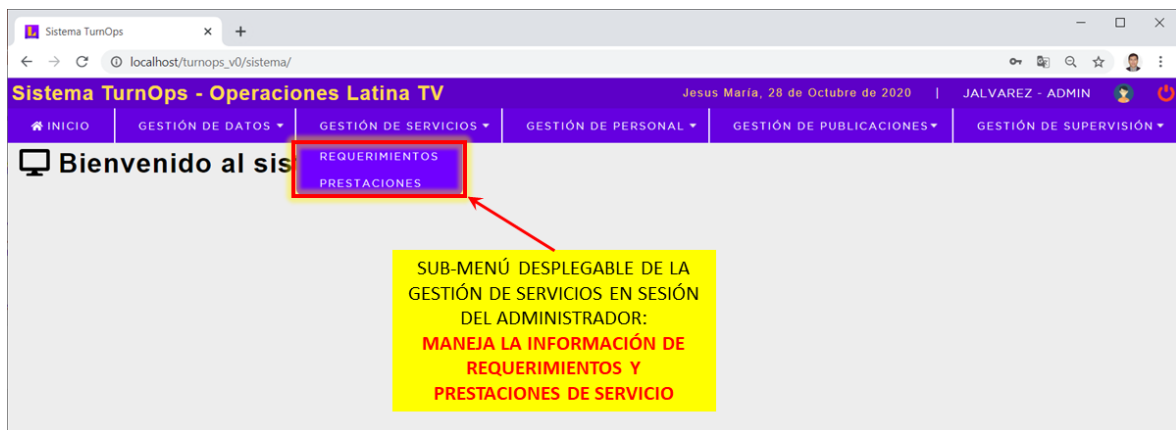 Sistema TurnOps
localhost/turnops_v0/sistema/
Sistema TurnOps - Operaciones Latina TV
Jesus María, 28 de Octubre de 2020 | JALVAREZ - ADMIN
INICIO GESTIÓN DE DATOS GESTIÓN DE SERVICIOS GESTIÓN DE PERSONAL GESTIÓN DE PUBLICACIONES GESTIÓN DE SUPERVISIÓN
Bienvenido al sis
REQUERIMIENTOS
PRESTACIONES
SUB-MENÚ DESPLEGABLE DE LA
GESTIÓN DE SERVICIOS EN SESIÓN
DEL ADMINISTRADOR:
MANEJA LA INFORMACIÓN DE
REQUERIMIENTOS Y
PRESTACIONES DE SERVICIO